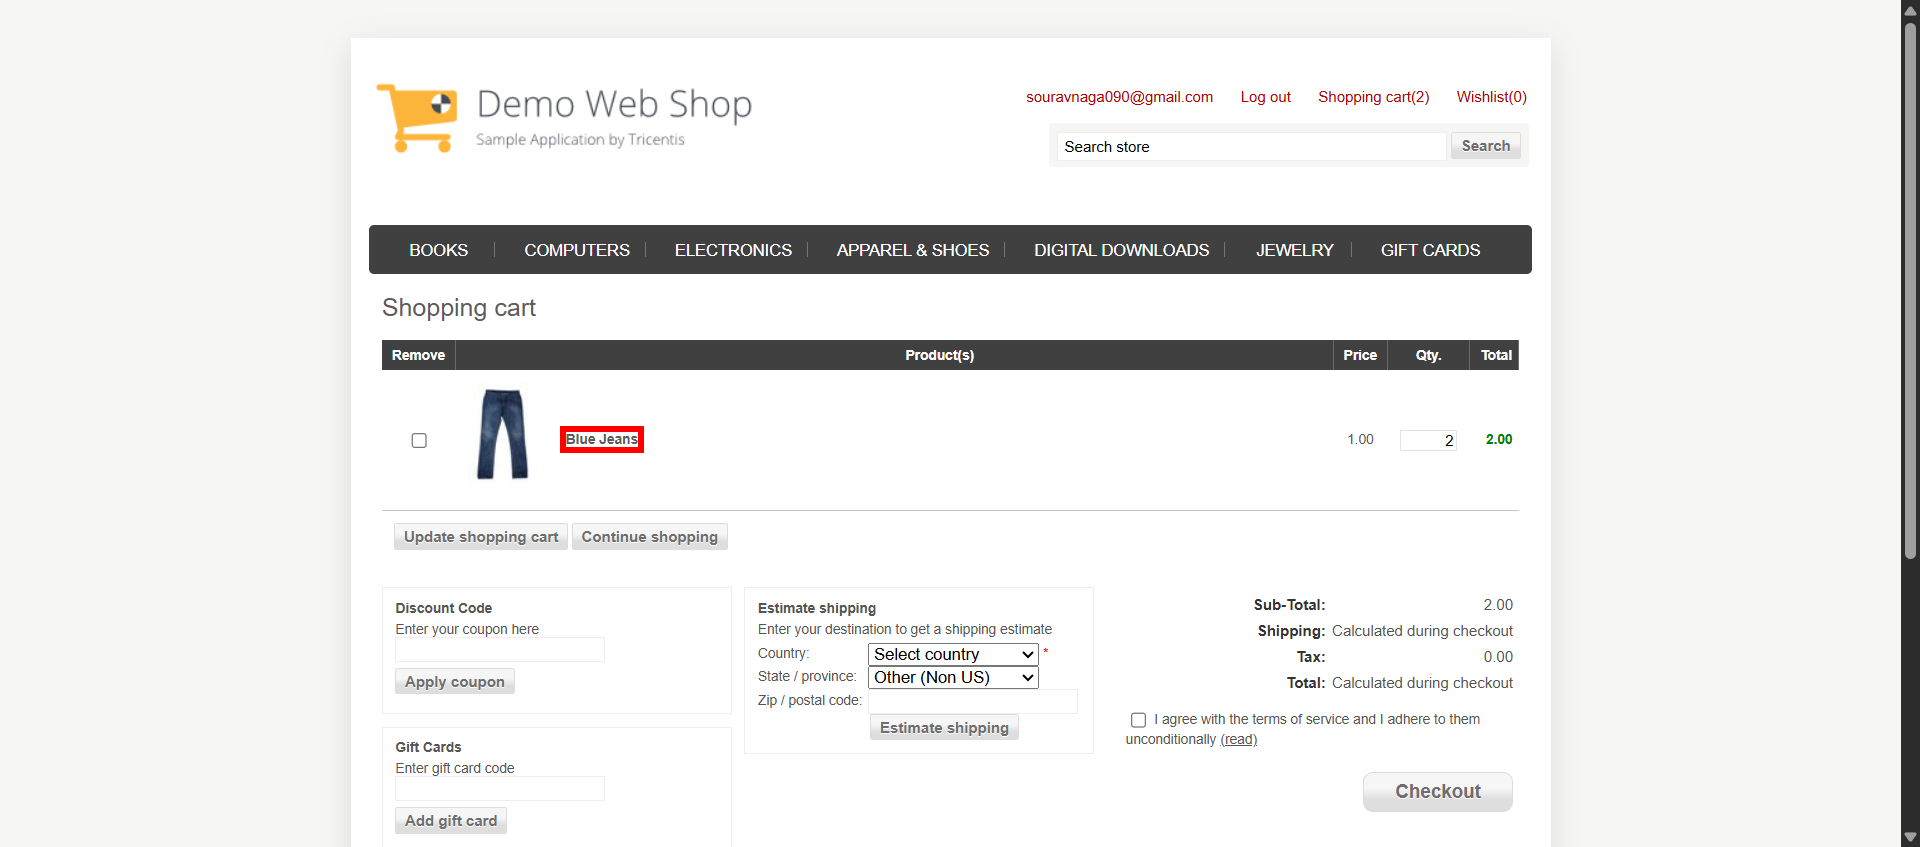 Demo Web Shop
Sample Application by Tricentis
souravnaga090@gmail.com Log out Shopping cart(2) Wishlist(0)
Search store Search
BOOKS COMPUTERS ELECTRONICS APPAREL & SHOES DIGITAL DOWNLOADS JEWELRY GIFT CARDS
Shopping cart
Remove Product(s) Price Qty. Total
Blue Jeans 1.00 2 2.00
Update shopping cart Continue shopping
Discount Code
Enter your coupon here
Apply coupon
Gift Cards
Enter gift card code
Add gift card
Estimate shipping
Enter your destination to get a shipping estimate
Country: Select country *
State / province: Other (Non US)
Zip / postal code:
Estimate shipping
Sub-Total: 2.00
Shipping: Calculated during checkout
Tax: 0.00
Total: Calculated during checkout
I agree with the terms of service and I adhere to them
unconditionally (read)
Checkout